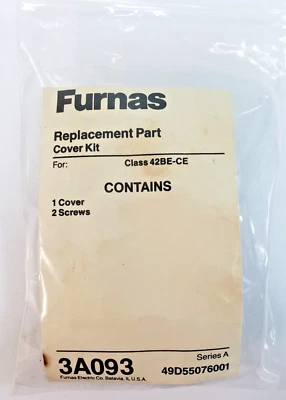 Furnas
Replacement Part
Cover Kit
For: Class 42BE-CE
CONTAINS
1 Cover
2 Screws
Series A
3A093 49D55076001
Furnas Electric Co. Batavia, IL U.S.A.